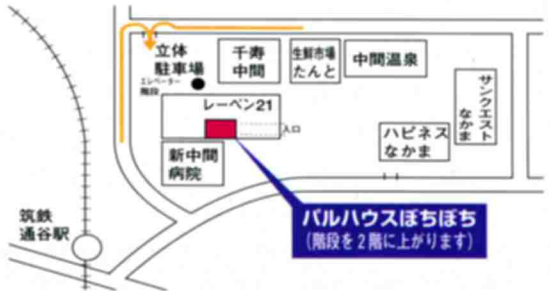 立体
駐車場
エレベーター
階段
千寿
中間
生鮮市場
たんと
中間温泉
サンクエスト
なかま
レーベン21
入口
ハピネス
なかま
新中間
病院
筑鉄
通谷駅
パルハウスぼちぼち
(階段を2階に上がります)